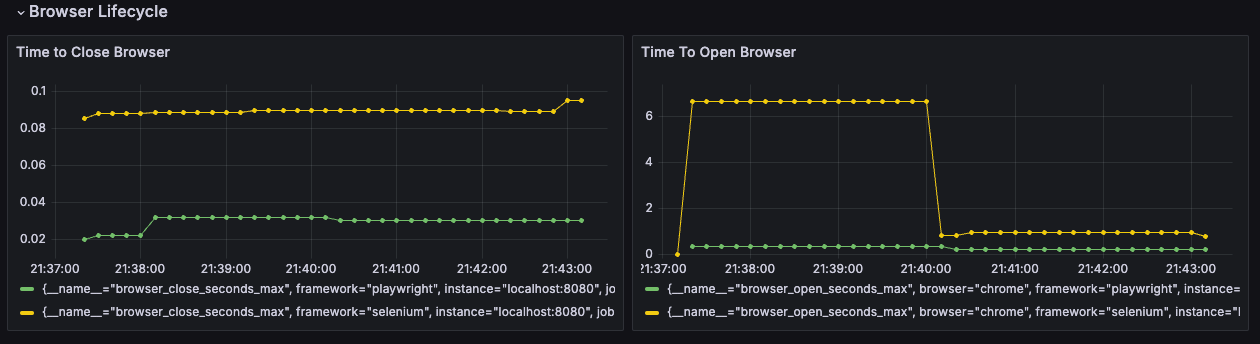 Browser Lifecycle
Time to Close Browser
0.1
0.08
0.06
0.04
0.02
21:37:00 21:38:00 21:39:00 21:40:00 21:41:00 21:42:00 21:43:00
{__name__="browser_close_seconds_max", framework="playwright", instance="localhost:8080", jo
{__name__="browser_close_seconds_max", framework="selenium", instance="localhost:8080", job
Time To Open Browser
6
4
2
0
21:37:00 21:38:00 21:39:00 21:40:00 21:41:00 21:42:00 21:43:00
{__name__="browser_open_seconds_max", browser="chrome", framework="playwright", instance=
{__name__="browser_open_seconds_max", browser="chrome", framework="selenium", instance="l